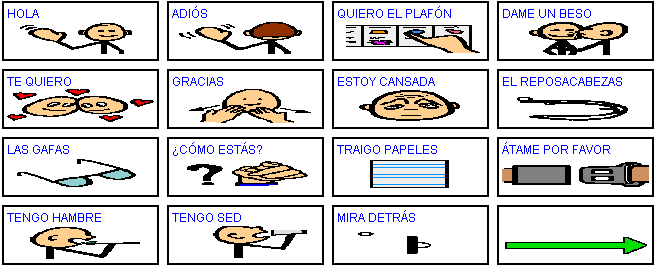 HOLA
ADIÓS
QUIERO EL PLAFÓN
DAME UN BESO
TE QUIERO
GRACIAS
ESTOY CANSADA
EL REPOSACABEZAS
LAS GAFAS
¿CÓMO ESTÁS?
TRAIGO PAPELES
ÁTAME POR FAVOR
TENGO HAMBRE
TENGO SED
MIRA DETRÁS